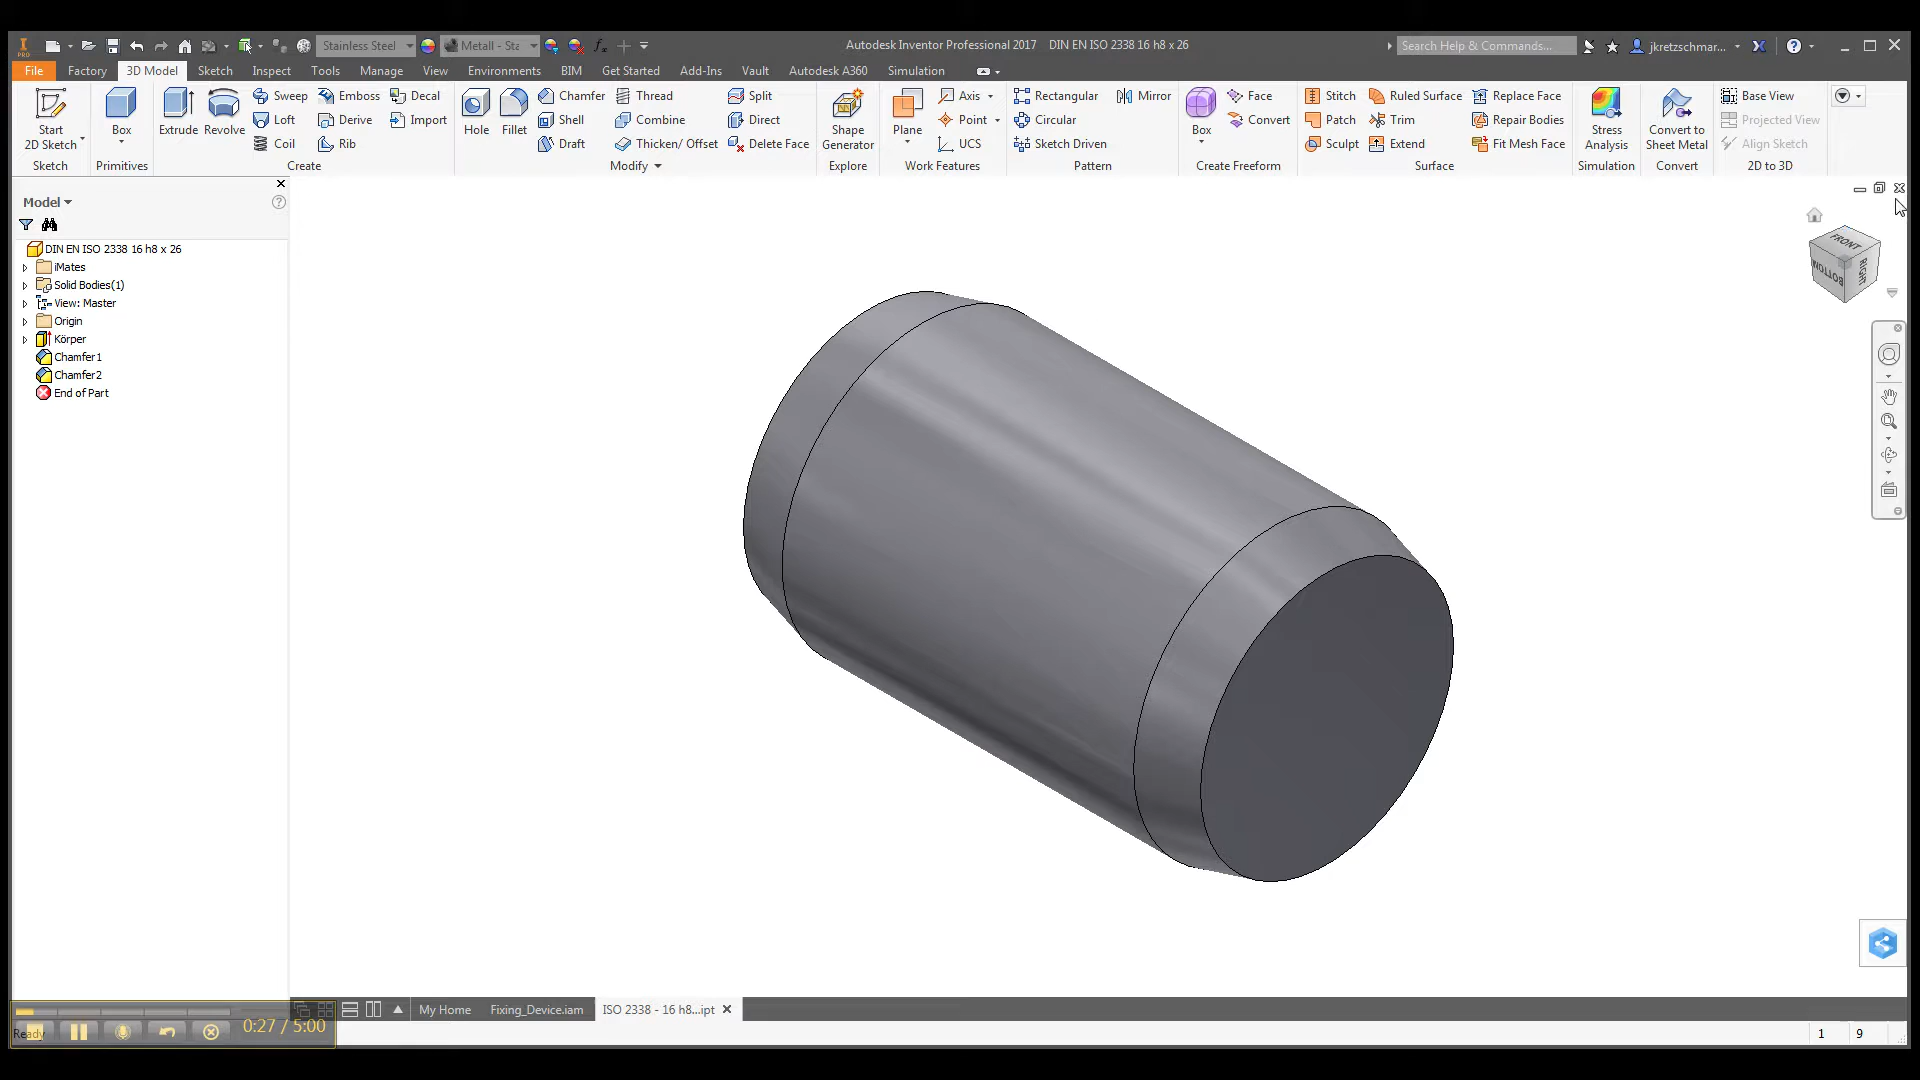 Stainless Steel
Metall - Sta
Autodesk Inventor Professional 2017 DIN EN ISO 2338 16 h8 x 26
Search Help & Commands...
jkretzschmar...
PRO
File Factory 3D Model Sketch Inspect Tools Manage View Environments BIM Get Started Add-Ins Vault Autodesk A360 Simulation
Start
2D Sketch
Sketch
Box
Primitives
Extrude
Revolve
Sweep
Emboss
Decal
Loft
Derive
Import
Coil
Rib
Create
Hole
Fillet
Chamfer
Thread
Split
Shell
Combine
Direct
Draft
Thicken/ Offset
Delete Face
Modify
Shape
Generator
Explore
Plane
Axis
Point
UCS
Work Features
Rectangular
Mirror
Circular
Sketch Driven
Pattern
Box
Face
Convert
Create Freeform
Stitch
Ruled Surface
Replace Face
Patch
Trim
Repair Bodies
Sculpt
Extend
Fit Mesh Face
Surface
Stress
Analysis
Simulation
Convert to
Sheet Metal
Convert
Base View
Projected View
Align Sketch
2D to 3D
Model
DIN EN ISO 2338 16 h8 x 26
iMates
Solid Bodies(1)
View: Master
Origin
Körper
Chamfer1
Chamfer2
End of Part
FRONT
BOTTOM
RIGHT
My Home
Fixing_Device.iam
ISO 2338 - 16 h8...ipt
Ready
0:27 / 5:00
1 9